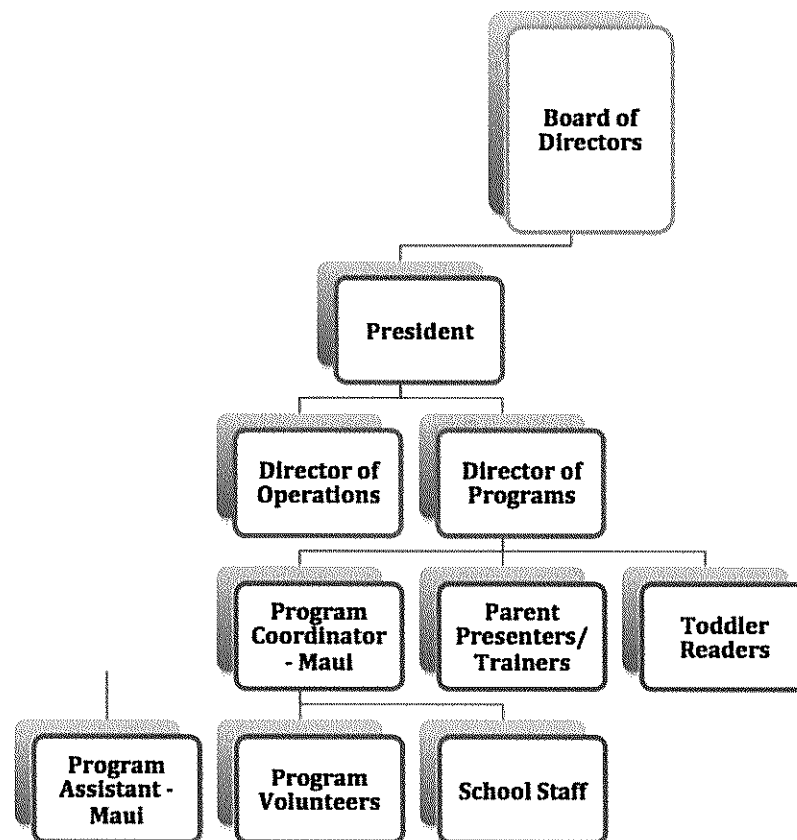 Board of
Directors
President
Director of
Operations
Director of
Programs
Program
Coordinator
- Maui
Parent
Presenters/
Trainers
Toddler
Readers
Program
Assistant -
Maui
Program
Volunteers
School Staff